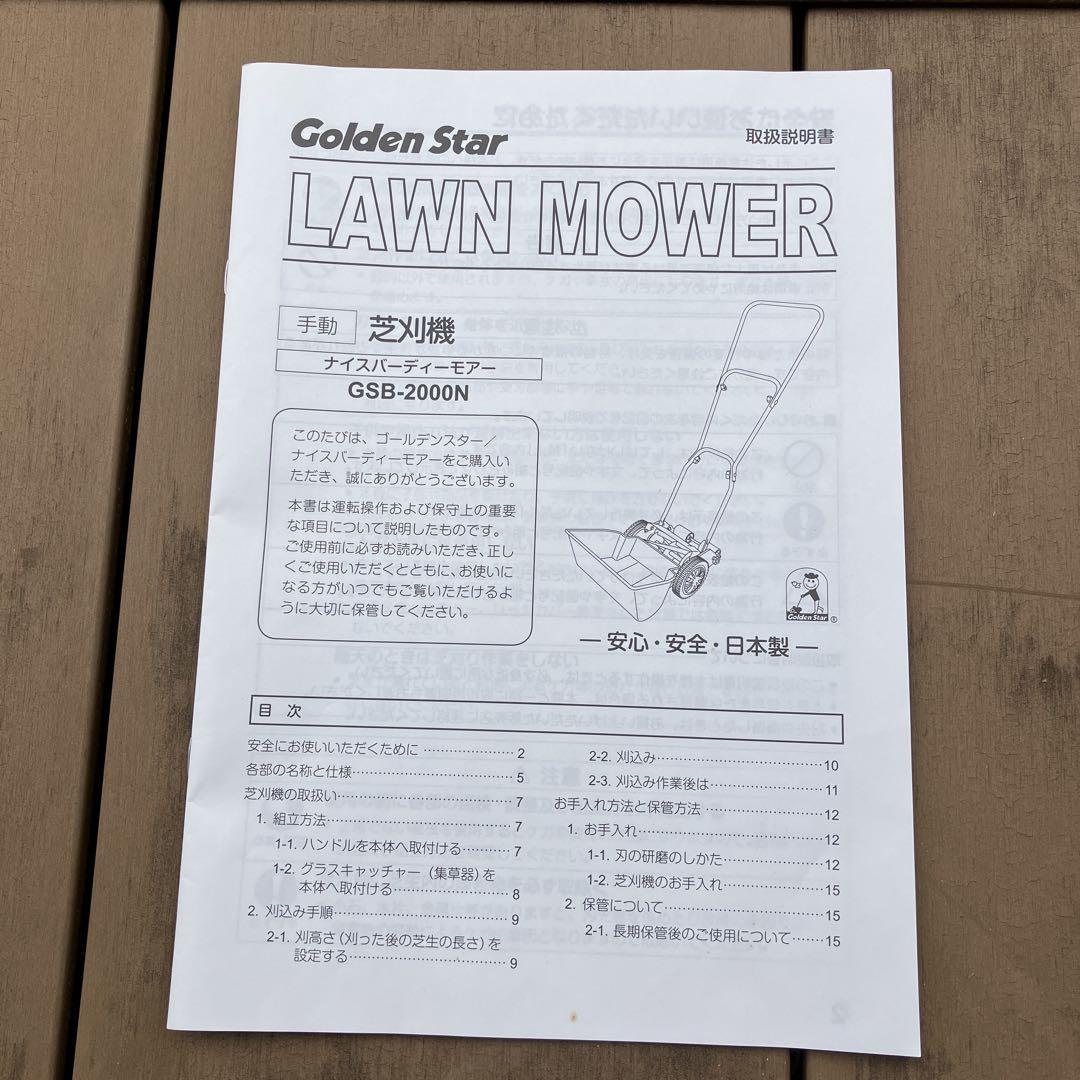 Golden Star
取扱説明書
LAWN MOWER
手動 芝刈機
ナイスバーディーモアー
GSB-2000N
このたびは、ゴールデンスター／
ナイスバーディーモアーをご購入い
ただき、誠にありがとうございます。
本書は運転操作および保守上の重要
な項目について説明したものです。
ご使用前に必ずお読みいただき、正し
くご使用いただくとともに、お使いに
なる方がいつでもご覧いただけるよ
うに大切に保管してください。
Golden Star ®
― 安心・安全・日本製 ―
目 次
安全にお使いいただくために ………………… 2
各部の名称と仕様………………………………… 5
芝刈機の取扱い…………………………………… 7
1. 組立方法……………………………………… 7
1-1. ハンドルを本体へ取付ける………… 7
1-2. グラスキャッチャー（集草器）を
本体へ取付ける……………………… 8
2. 刈込み手順…………………………………… 9
2-1. 刈高さ（刈った後の芝生の長さ）を
設定する……………………………… 9
2-2. 刈込み………………………………… 10
2-3. 刈込み作業後は……………………… 11
お手入れ方法と保管方法 ……………………… 12
1. お手入れ……………………………………… 12
1-1. 刃の研磨のしかた…………………… 12
1-2. 芝刈機のお手入れ…………………… 15
2. 保管について………………………………… 15
2-1. 長期保管後のご使用について……… 15